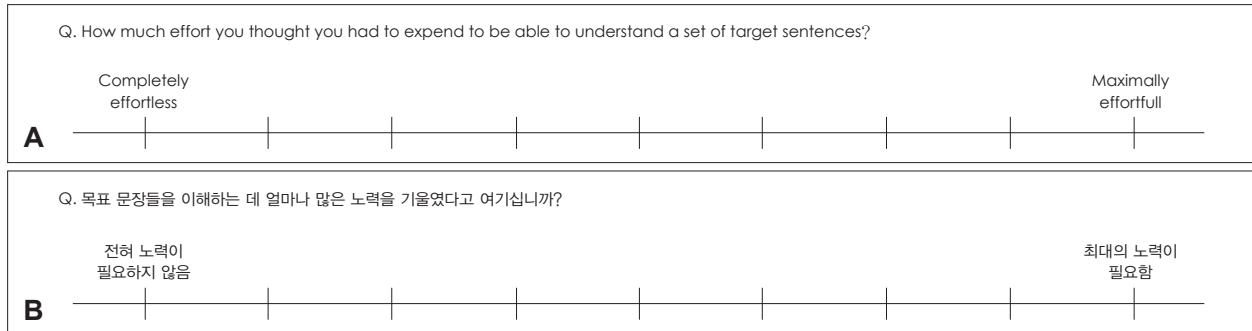 Q. How much effort you thought you had to expend to be able to understand a set of target sentences?
Completely
effortless
Maximally
effortfull
A
Q. 목표 문장들을 이해하는 데 얼마나 많은 노력을 기울였다고 여기십니까?
전혀 노력이
필요하지 않음
최대의 노력이
필요함
B